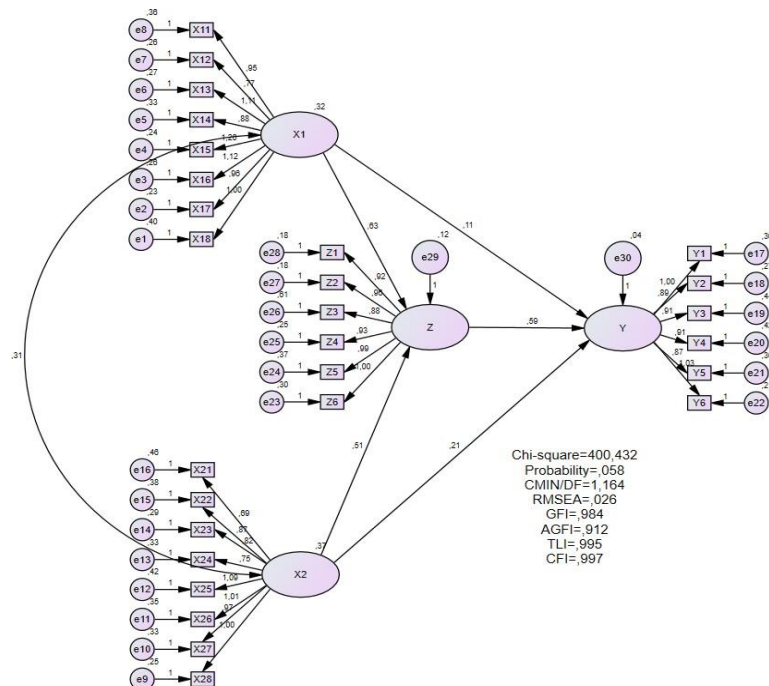 ,36
e8 1 X11
,26
e7 1 X12
,27
e6 1 X13
,33
e5 1 X14
,24
e4 1 X15
,26
e3 1 X16
,23
e2 1 X17
,40
e1 1 X18
,95
,77
1,11
,88
1,20
1,12
,96
1,00
,32
X1
,31
,63
,11
,18
e28 1 Z1
,18
e27 1 Z2
,61
e26 1 Z3
,25
e25 1 Z4
,37
e24 1 Z5
,30
e23 1 Z6
,92
,96
,88
,93
,99
1,00
,12
e29
1
Z
,59
,04
e30
1
Y
1,00
,89
,91
,91
,87
1,03
Y1 1 e17
Y2 1 e18
Y3 1 e19
Y4 1 e20
Y5 1 e21
Y6 1 e22
,51
,21
,46
e16 1 X21
,38
e15 1 X22
,29
e14 1 X23
,33
e13 1 X24
,42
e12 1 X25
,35
e11 1 X26
,33
e10 1 X27
,25
e9 1 X28
,69
,87
,82
,75
1,09
1,01
,97
1,00
,37
X2
Chi-square=400,432
Probability=,058
CMIN/DF=1,164
RMSEA=,026
GFI=,984
AGFI=,912
TLI=,995
CFI=,997